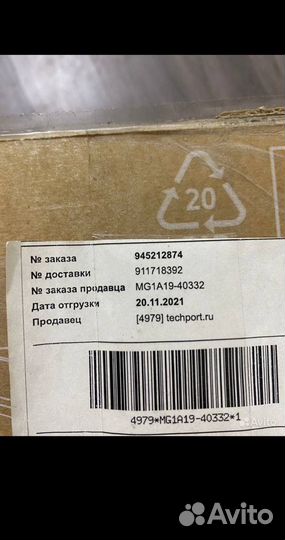 20
№ заказа 945212874
№ доставки 911718392
№ заказа продавца MG1A19-40332
Дата отгрузки 20.11.2021
Продавец [4979] techport.ru
4979*MG1A19-40332*1
Avito
Avito